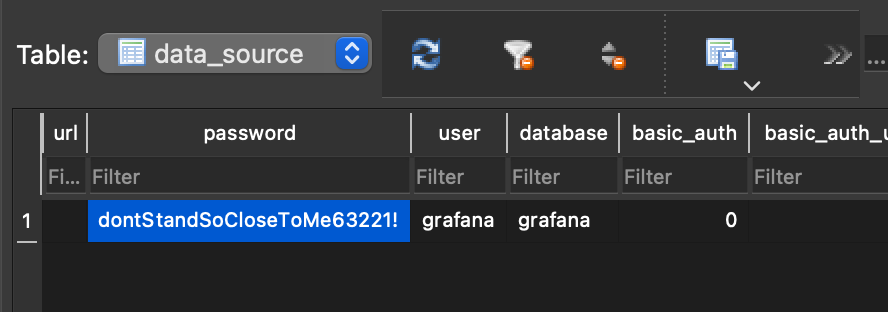 Table: data_source ...
url password user database basic_auth basic_auth_u
Fi... Filter Filter Filter Filter Filter
1 dontStandSoCloseToMe63221! grafana grafana 0